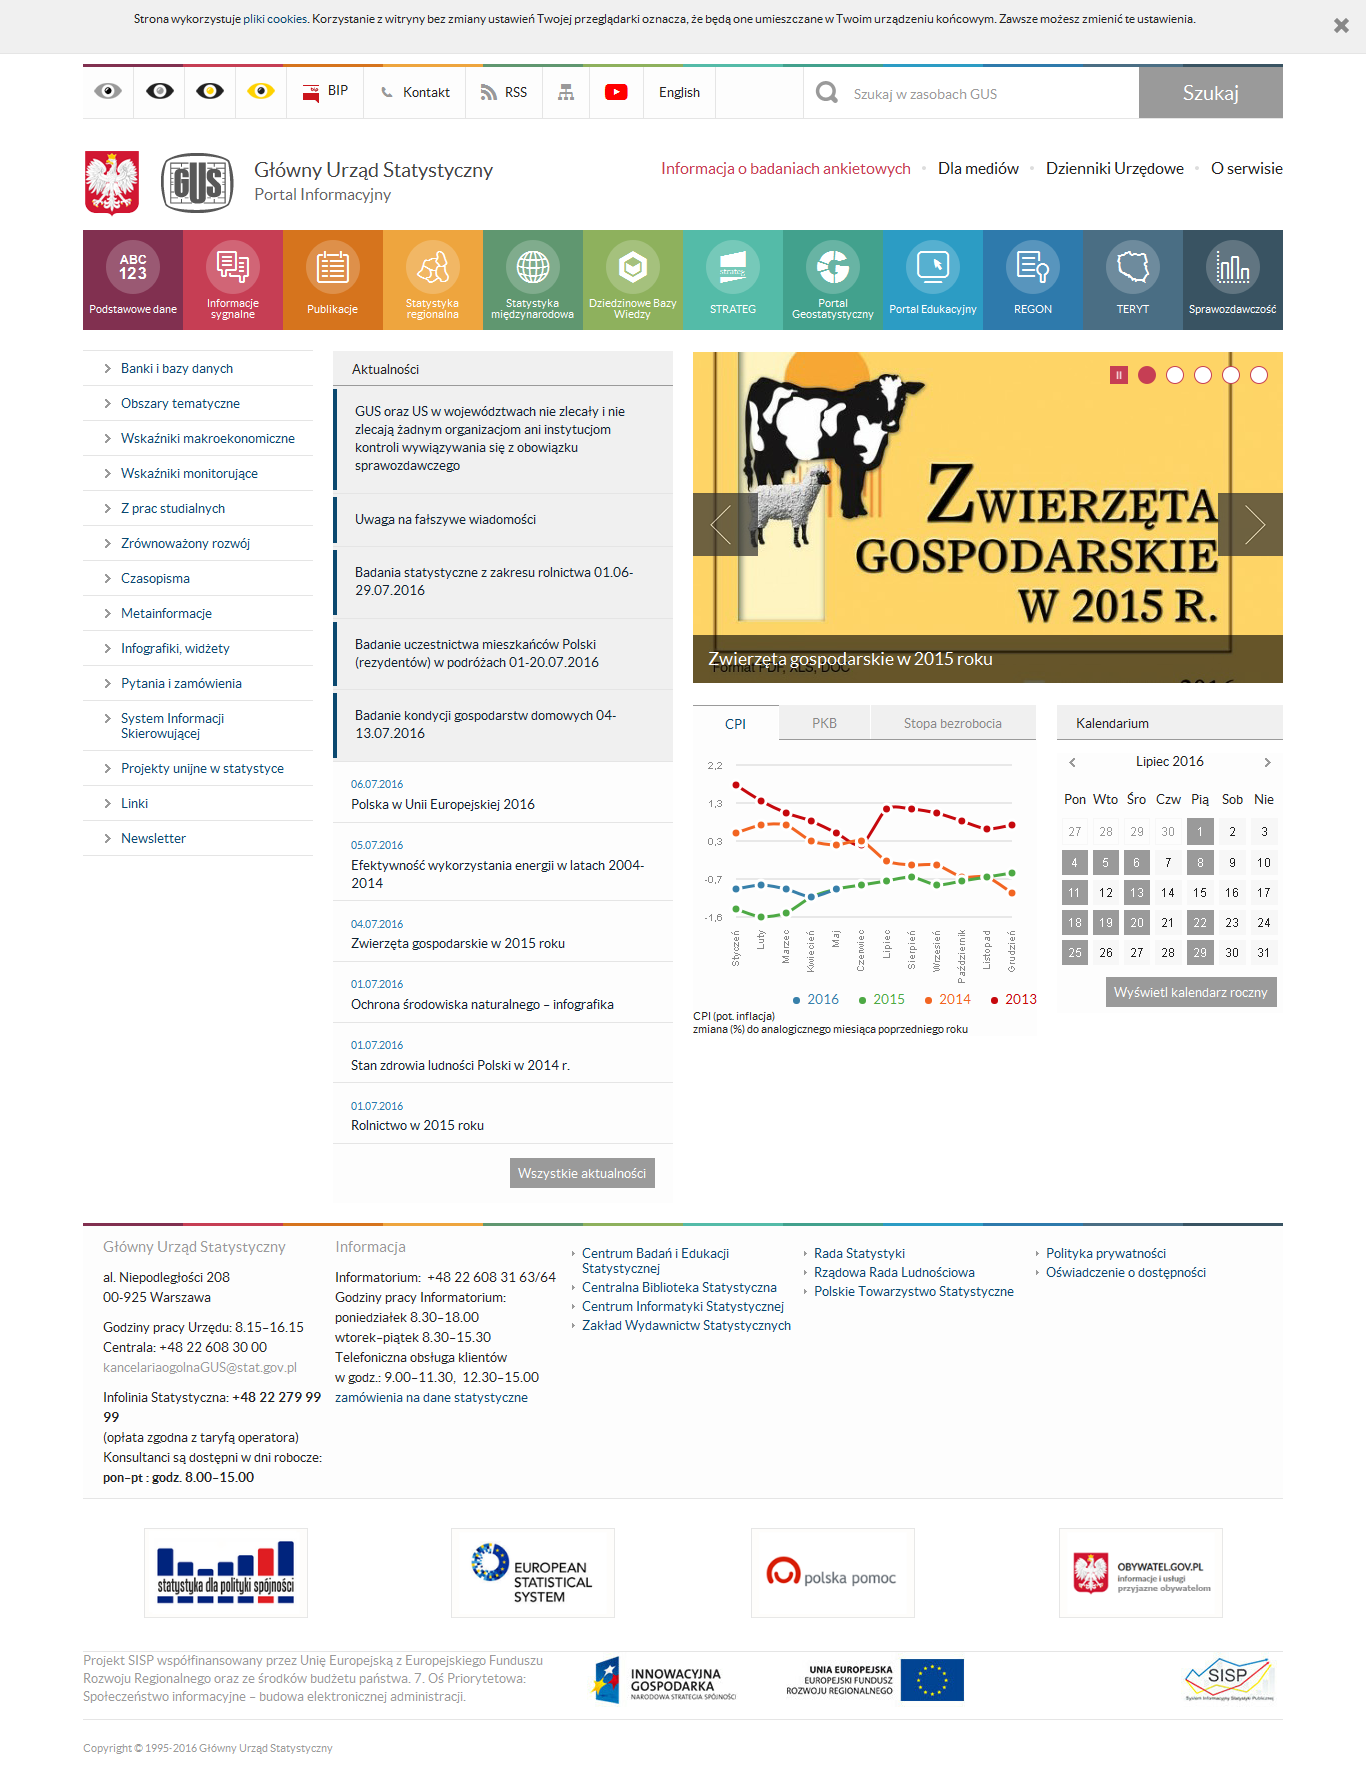 Strona wykorzystuje pliki cookies. Korzystanie z witryny bez zmiany ustawień Twojej przeglądarki oznacza, że będą one umieszczane w Twoim urządzeniu końcowym. Zawsze możesz zmienić te ustawienia.
BIP
Kontakt
RSS
English
Szukaj w zasobach GUS
Szukaj
GUS
Główny Urząd Statystyczny
Portal Informacyjny
Informacja o badaniach ankietowych
Dla mediów
Dzienniki Urzędowe
O serwisie
ABC
123
Podstawowe dane
Informacje
sygnalne
Publikacje
Statystyka
regionalna
Statystyka
międzynarodowa
Dziedzinowe Bazy
Wiedzy
strateg
STRATEG
Portal
Geostatystyczny
Portal Edukacyjny
REGON
TERYT
Sprawozdawczość
Banki i bazy danych
Obszary tematyczne
Wskaźniki makroekonomiczne
Wskaźniki monitorujące
Z prac studialnych
Zrównoważony rozwój
Czasopisma
Metainformacje
Infografiki, widżety
Pytania i zamówienia
System Informacji
Skierowującej
Projekty unijne w statystyce
Linki
Newsletter
Aktualności
GUS oraz US w województwach nie zlecały i nie
zlecają żadnym organizacjom ani instytucjom
kontroli wywiązywania się z obowiązku
sprawozdawczego
Uwaga na fałszywe wiadomości
Badania statystyczne z zakresu rolnictwa 01.06-
29.07.2016
Badanie uczestnictwa mieszkańców Polski
(rezydentów) w podróżach 01-20.07.2016
Badanie kondycji gospodarstw domowych 04-
13.07.2016
06.07.2016
Polska w Unii Europejskiej 2016
05.07.2016
Efektywność wykorzystania energii w latach 2004-
2014
04.07.2016
Zwierzęta gospodarskie w 2015 roku
01.07.2016
Ochrona środowiska naturalnego – infografika
01.07.2016
Stan zdrowia ludności Polski w 2014 r.
01.07.2016
Rolnictwo w 2015 roku
Wszystkie aktualności
ZWIERZĘTA
GOSPODARSKIE
W 2015 R.
Zwierzęta gospodarskie w 2015 roku
Format PDF, XLS, DOC
CPI
PKB
Stopa bezrobocia
2,2
1,3
0,3
-0,7
-1,6
Styczeń
Luty
Marzec
Kwiecień
Maj
Czerwiec
Lipiec
Sierpień
Wrzesień
Październik
Listopad
Grudzień
2016
2015
2014
2013
CPI (pot. inflacja)
zmiana (%) do analogicznego miesiąca poprzedniego roku
Kalendarium
Lipiec 2016
Pon Wto Śro Czw Pią Sob Nie
27 28 29 30 1 2 3
4 5 6 7 8 9 10
11 12 13 14 15 16 17
18 19 20 21 22 23 24
25 26 27 28 29 30 31
Wyświetl kalendarz roczny
Główny Urząd Statystyczny
al. Niepodległości 208
00-925 Warszawa
Godziny pracy Urzędu: 8.15–16.15
Centrala: +48 22 608 30 00
kancelariaogolnaGUS@stat.gov.pl
Infolinia Statystyczna: +48 22 279 99
99
(opłata zgodna z taryfą operatora)
Konsultanci są dostępni w dni robocze:
pon–pt : godz. 8.00–15.00
Informacja
Informatorium: +48 22 608 31 63/64
Godziny pracy Informatorium:
poniedziałek 8.30–18.00
wtorek–piątek 8.30–15.30
Telefoniczna obsługa klientów
w godz.: 9.00–11.30, 12.30–15.00
zamówienia na dane statystyczne
Centrum Badań i Edukacji
Statystycznej
Centralna Biblioteka Statystyczna
Centrum Informatyki Statystycznej
Zakład Wydawnictw Statystycznych
Rada Statystyki
Rządowa Rada Ludnościowa
Polskie Towarzystwo Statystyczne
Polityka prywatności
Oświadczenie o dostępności
statystyka dla polityki spójności
EUROPEAN
STATISTICAL
SYSTEM
polska pomoc
OBYWATEL.GOV.PL
informacje i usługi
przyjazne obywatelom
Projekt SISP współfinansowany przez Unię Europejską z Europejskiego Funduszu
Rozwoju Regionalnego oraz ze środków budżetu państwa. 7. Oś Priorytetowa:
Społeczeństwo informacyjne – budowa elektronicznej administracji.
INNOWACYJNA
GOSPODARKA
NARODOWA STRATEGIA SPÓJNOŚCI
UNIA EUROPEJSKA
EUROPEJSKI FUNDUSZ
ROZWOJU REGIONALNEGO
SISP
System Informacyjny Statystyki Publicznej
Copyright © 1995-2016 Główny Urząd Statystyczny